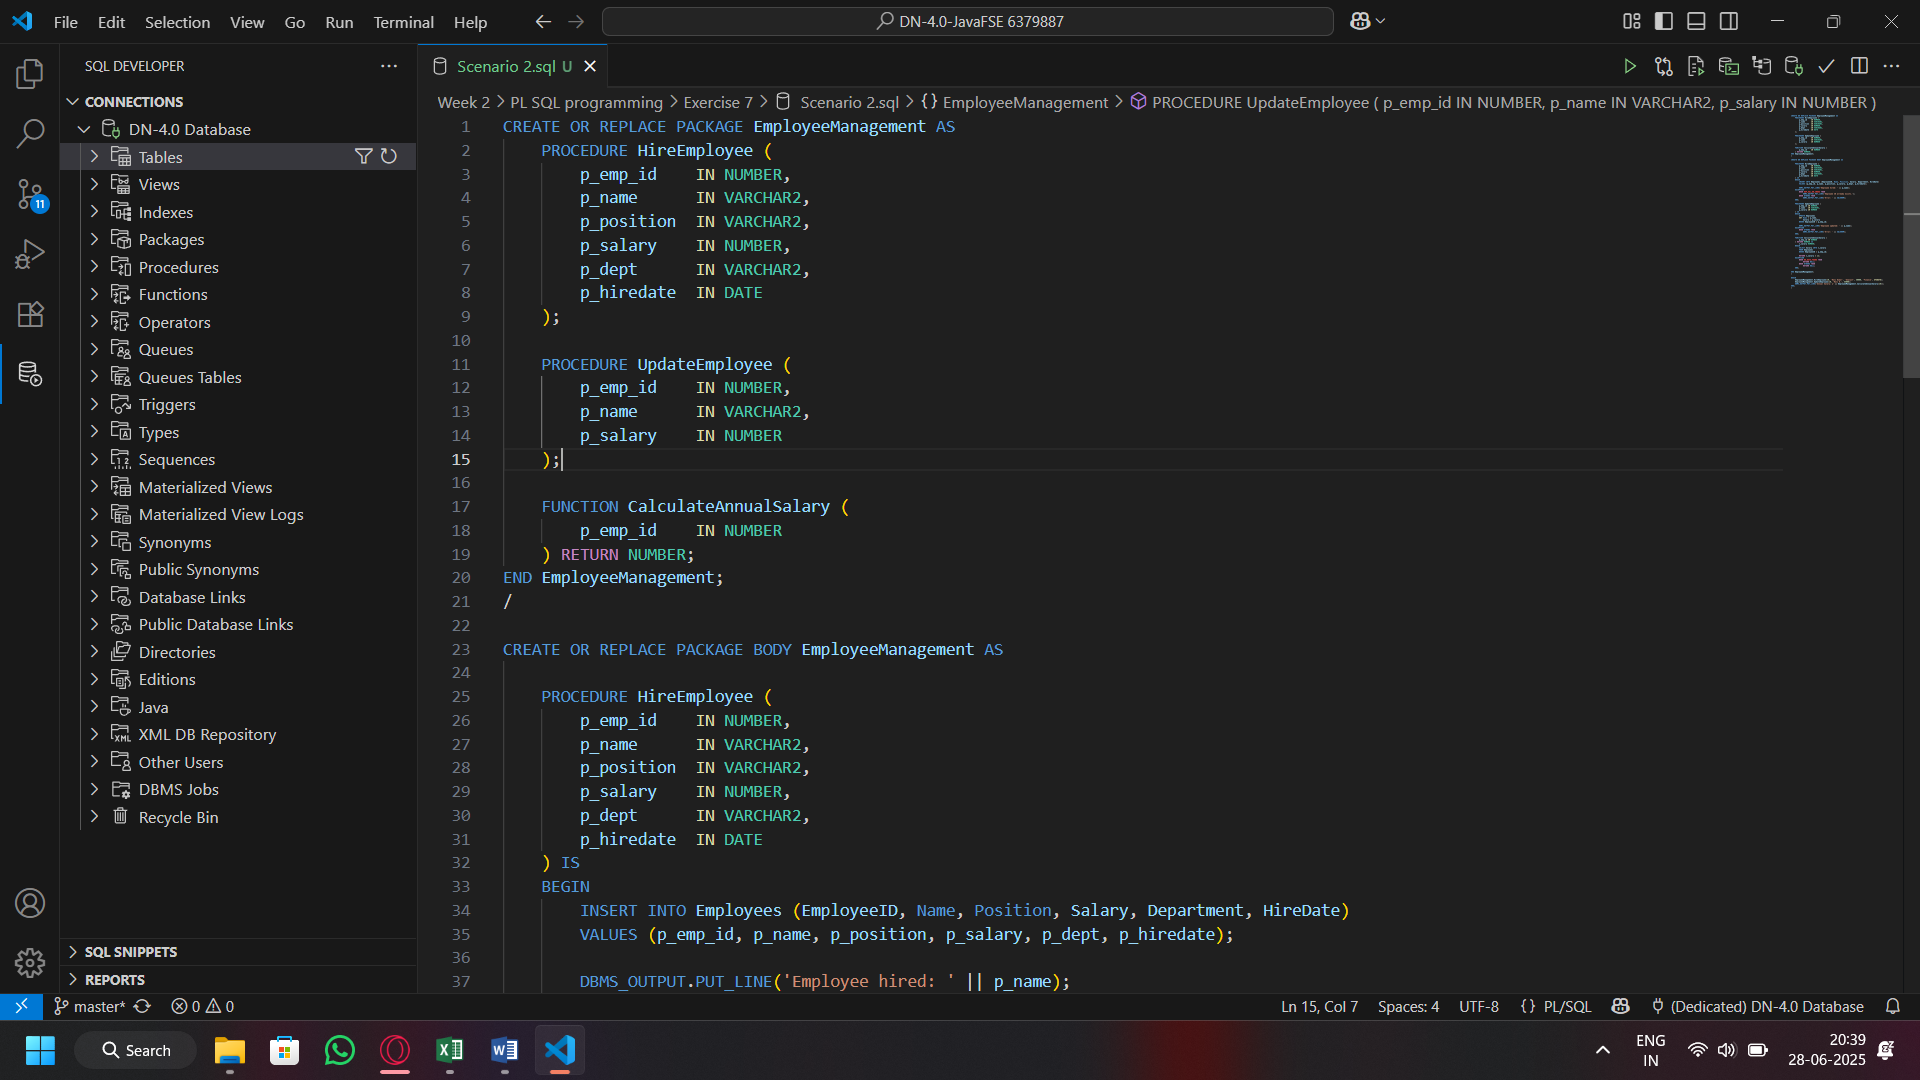 File Edit Selection View Go Run Terminal Help
DN-4.0-JavaFSE 6379887
SQL DEVELOPER
Scenario 2.sql U
CONNECTIONS
DN-4.0 Database
Tables
Views
Indexes
Packages
Procedures
Functions
Operators
Queues
Queues Tables
Triggers
Types
Sequences
Materialized Views
Materialized View Logs
Synonyms
Public Synonyms
Database Links
Public Database Links
Directories
Editions
Java
XML DB Repository
Other Users
DBMS Jobs
Recycle Bin
SQL SNIPPETS
REPORTS
11
Week 2 > PL SQL programming > Exercise 7 > Scenario 2.sql > {} EmployeeManagement > PROCEDURE UpdateEmployee ( p_emp_id IN NUMBER, p_name IN VARCHAR2, p_salary IN NUMBER )
1 CREATE OR REPLACE PACKAGE EmployeeManagement AS
2     PROCEDURE HireEmployee (
3         p_emp_id    IN NUMBER,
4         p_name      IN VARCHAR2,
5         p_position  IN VARCHAR2,
6         p_salary    IN NUMBER,
7         p_dept      IN VARCHAR2,
8         p_hiredate  IN DATE
9     );
10
11     PROCEDURE UpdateEmployee (
12         p_emp_id    IN NUMBER,
13         p_name      IN VARCHAR2,
14         p_salary    IN NUMBER
15     );
16
17     FUNCTION CalculateAnnualSalary (
18         p_emp_id    IN NUMBER
19     ) RETURN NUMBER;
20 END EmployeeManagement;
21 /
22
23 CREATE OR REPLACE PACKAGE BODY EmployeeManagement AS
24
25     PROCEDURE HireEmployee (
26         p_emp_id    IN NUMBER,
27         p_name      IN VARCHAR2,
28         p_position  IN VARCHAR2,
29         p_salary    IN NUMBER,
30         p_dept      IN VARCHAR2,
31         p_hiredate  IN DATE
32     ) IS
33     BEGIN
34         INSERT INTO Employees (EmployeeID, Name, Position, Salary, Department, HireDate)
35         VALUES (p_emp_id, p_name, p_position, p_salary, p_dept, p_hiredate);
36
37         DBMS_OUTPUT.PUT_LINE('Employee hired: ' || p_name);
master* 0 0 Ln 15, Col 7 Spaces: 4 UTF-8 {} PL/SQL (Dedicated) DN-4.0 Database
Search
ENG
IN
20:39
28-06-2025